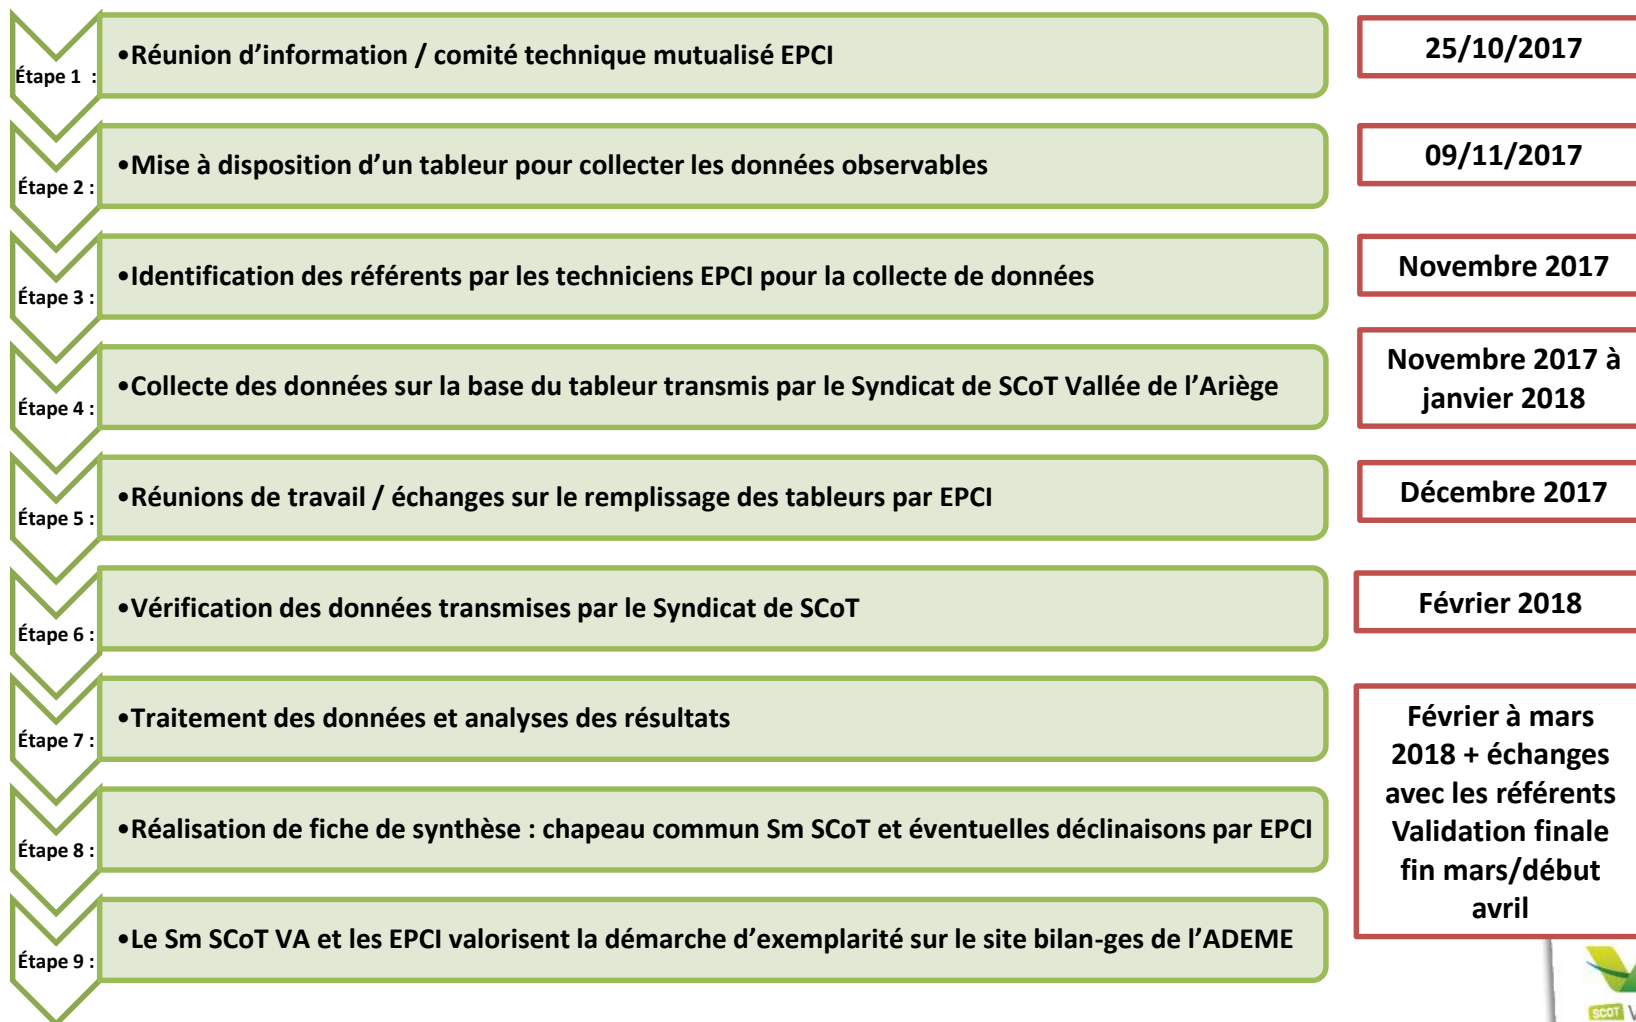 Étape 1 :
•Réunion d’information / comité technique mutualisé EPCI
25/10/2017
Étape 2 :
•Mise à disposition d’un tableur pour collecter les données observables
09/11/2017
Étape 3 :
•Identification des référents par les techniciens EPCI pour la collecte de données
Novembre 2017
Étape 4 :
•Collecte des données sur la base du tableur transmis par le Syndicat de SCoT Vallée de l’Ariège
Novembre 2017 à
janvier 2018
Étape 5 :
•Réunions de travail / échanges sur le remplissage des tableurs par EPCI
Décembre 2017
Étape 6 :
•Vérification des données transmises par le Syndicat de SCoT
Février 2018
Étape 7 :
•Traitement des données et analyses des résultats
Étape 8 :
•Réalisation de fiche de synthèse : chapeau commun Sm SCoT et éventuelles déclinaisons par EPCI
Étape 9 :
•Le Sm SCoT VA et les EPCI valorisent la démarche d’exemplarité sur le site bilan-ges de l’ADEME
Février à mars
2018 + échanges
avec les référents
Validation finale
fin mars/début
avril
SCOT V